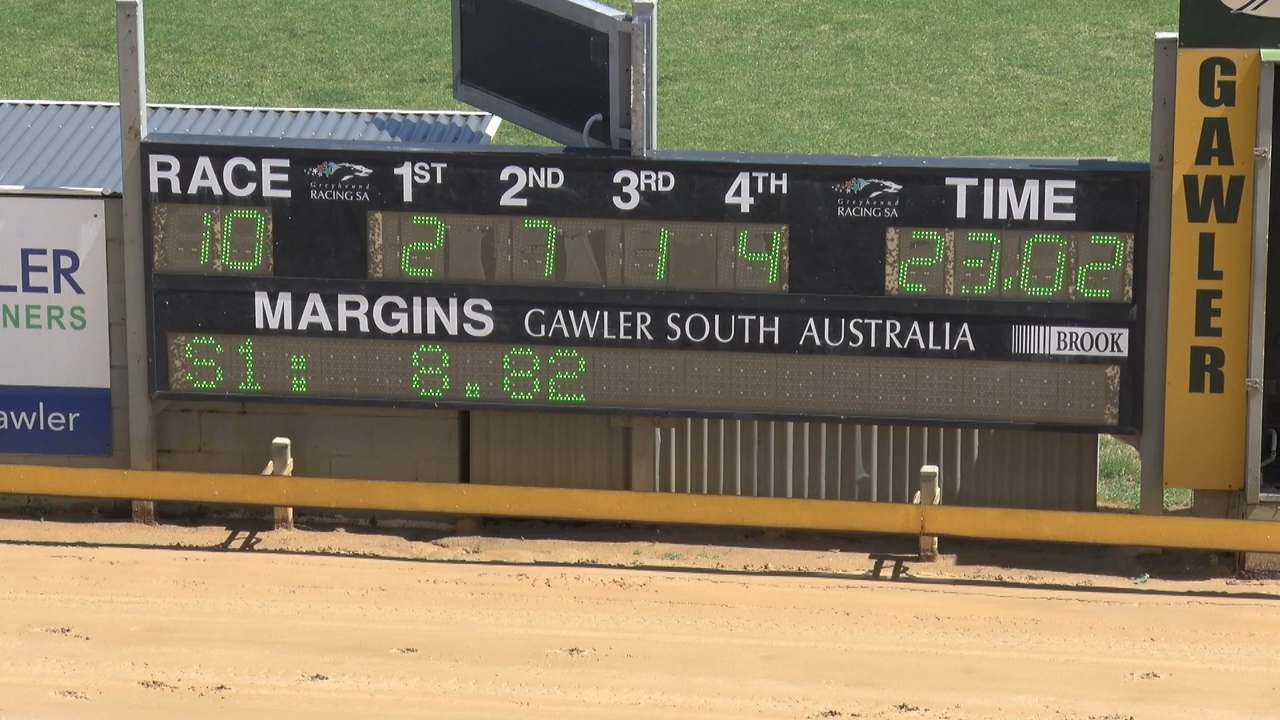 RACE 1ST 2ND 3RD 4TH TIME
Greyhound
RACING SA
Greyhound
RACING SA
10 2 7 1 4 23.02
MARGINS GAWLER SOUTH AUSTRALIA BROOK
S1: 8.82
LER
NERS
awler
GAWLER